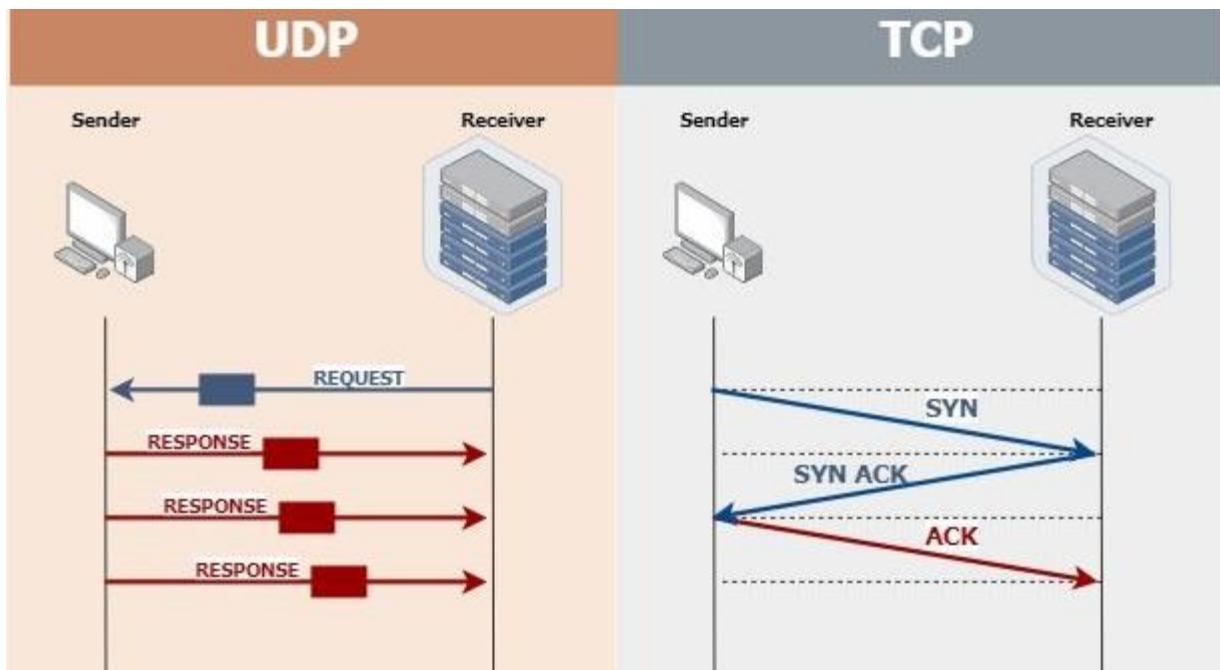 UDP
TCP
Sender
Receiver
Sender
Receiver
REQUEST
RESPONSE
RESPONSE
RESPONSE
SYN
SYN ACK
ACK